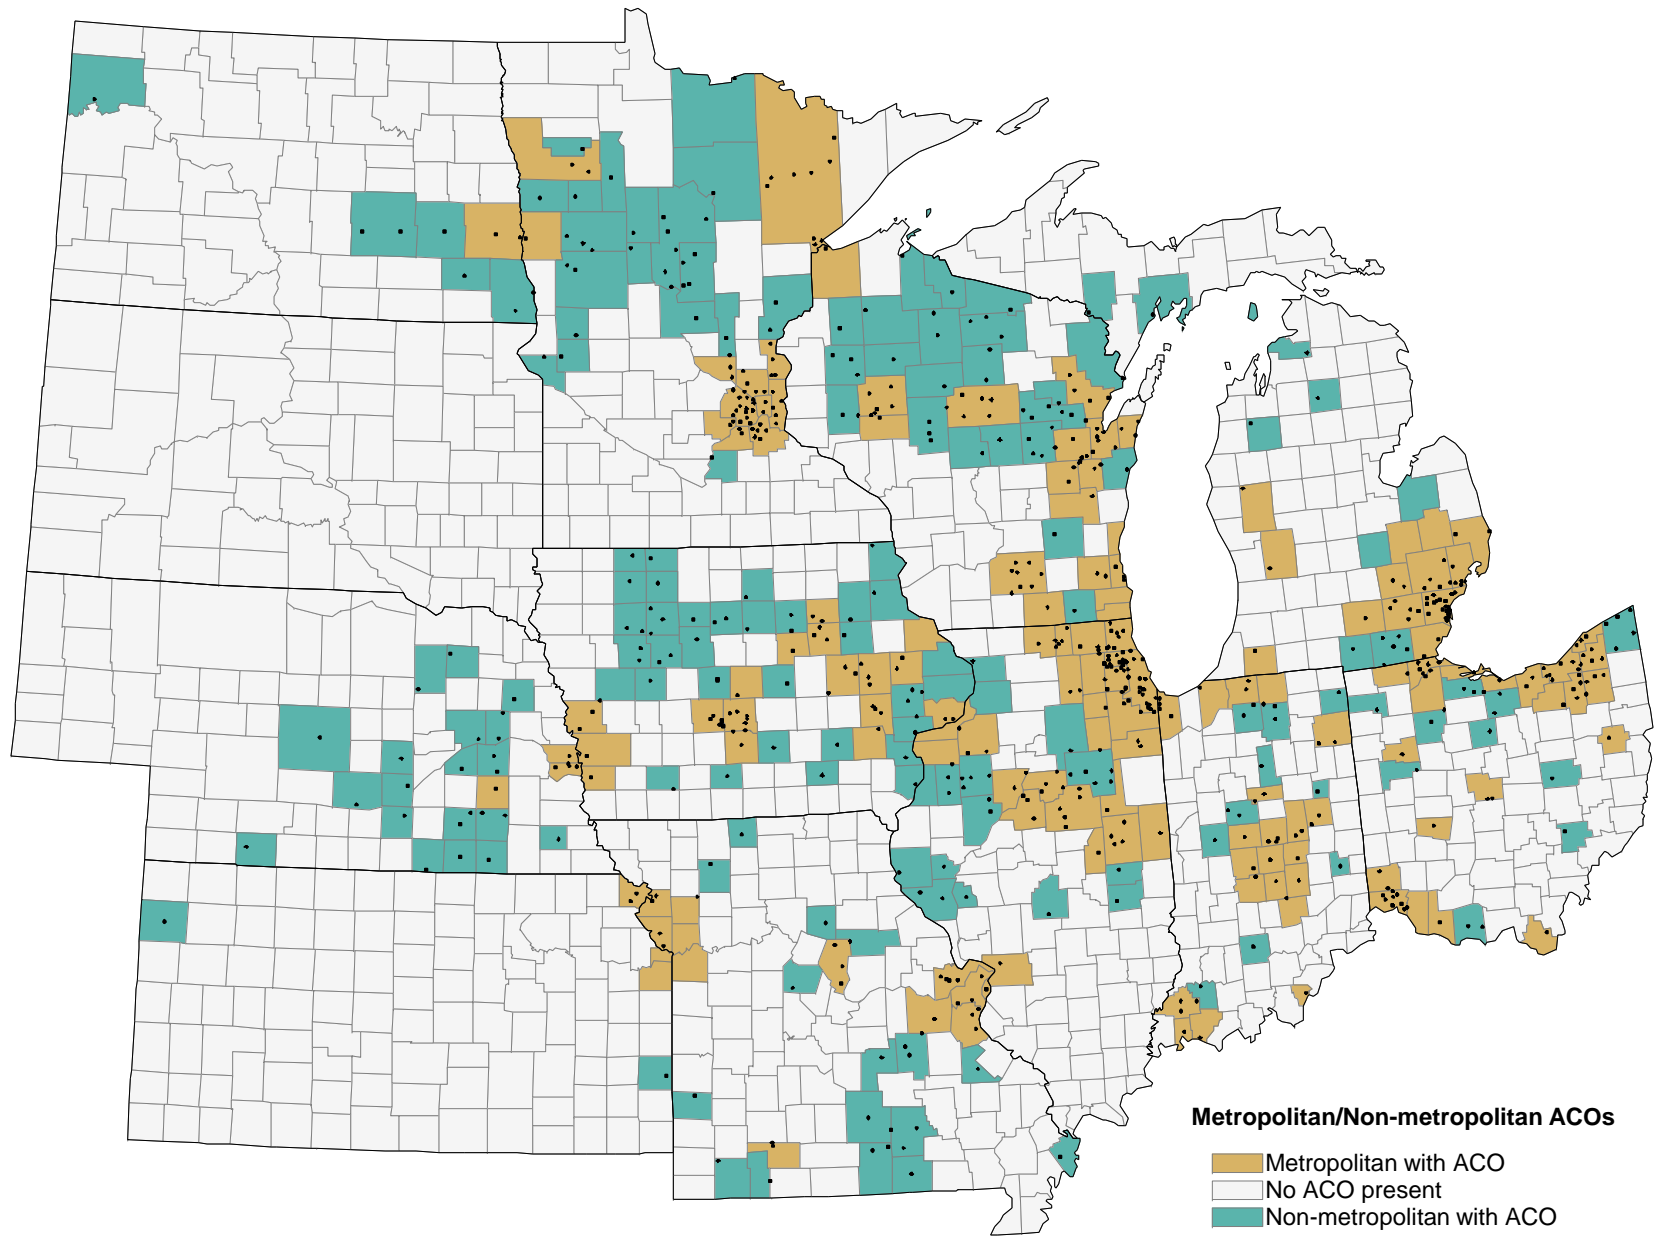 Metropolitan/Non-metropolitan ACOs
Metropolitan with ACO
No ACO present
Non-metropolitan with ACO